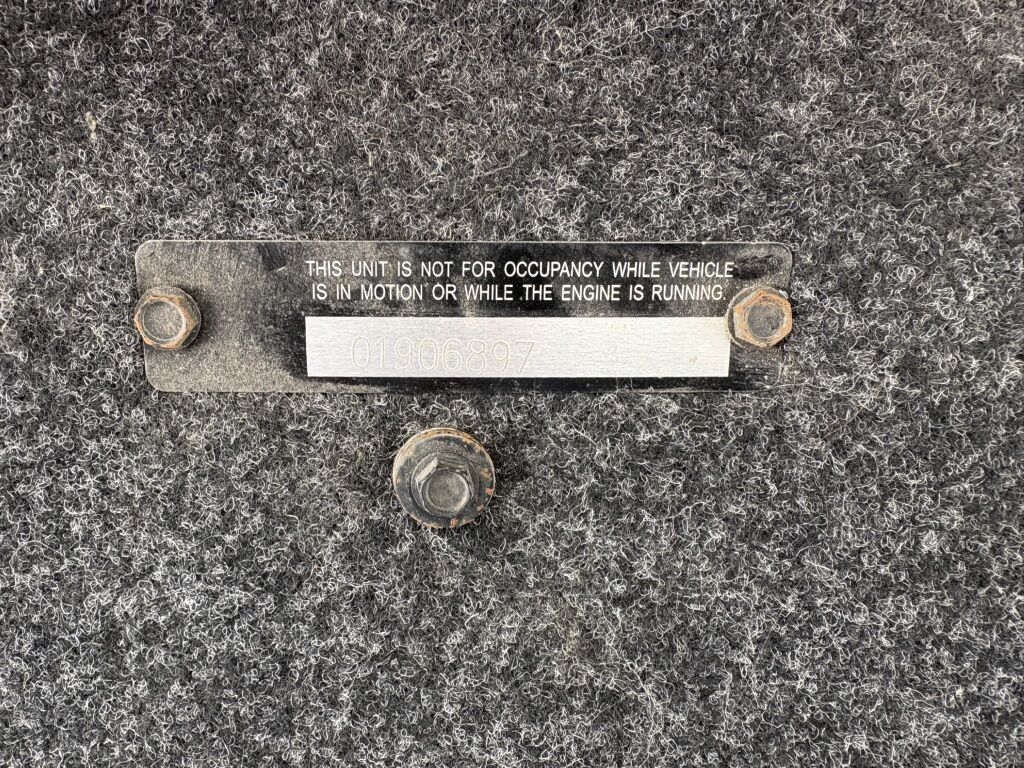 THIS UNIT IS NOT FOR OCCUPANCY WHILE VEHICLE
IS IN MOTION OR WHILE THE ENGINE IS RUNNING.
01906897